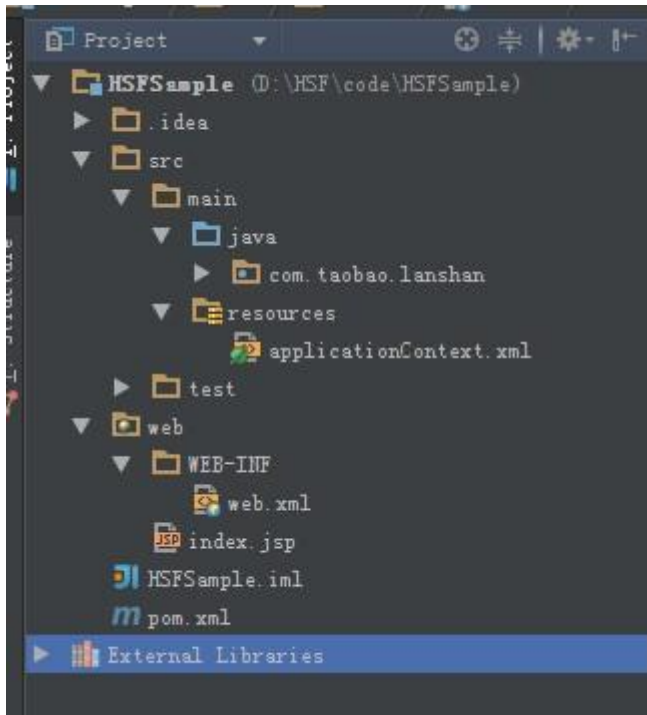 Project
HSFSample (D:\HSF\code\HSFSample)
.idea
src
main
java
com.taobao.lanshan
resources
applicationContext.xml
test
web
WEB-INF
web.xml
index.jsp
HSFSample.iml
pom.xml
External Libraries